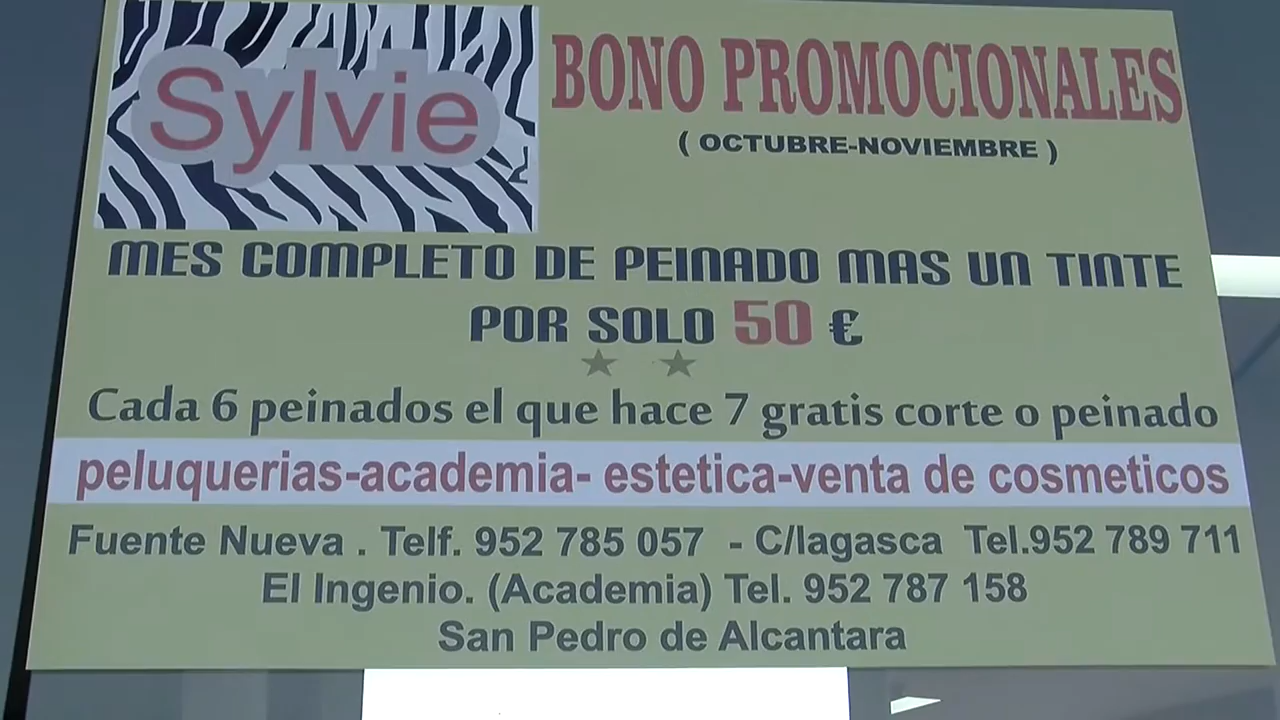 Sylvie
BONO PROMOCIONALES
( OCTUBRE-NOVIEMBRE )
MES COMPLETO DE PEINADO MAS UN TINTE
POR SOLO 50 €
Cada 6 peinados el que hace 7 gratis corte o peinado
peluquerias-academia- estetica-venta de cosmeticos
Fuente Nueva . Telf. 952 785 057 - C/lagasca Tel.952 789 711
El Ingenio. (Academia) Tel. 952 787 158
San Pedro de Alcantara